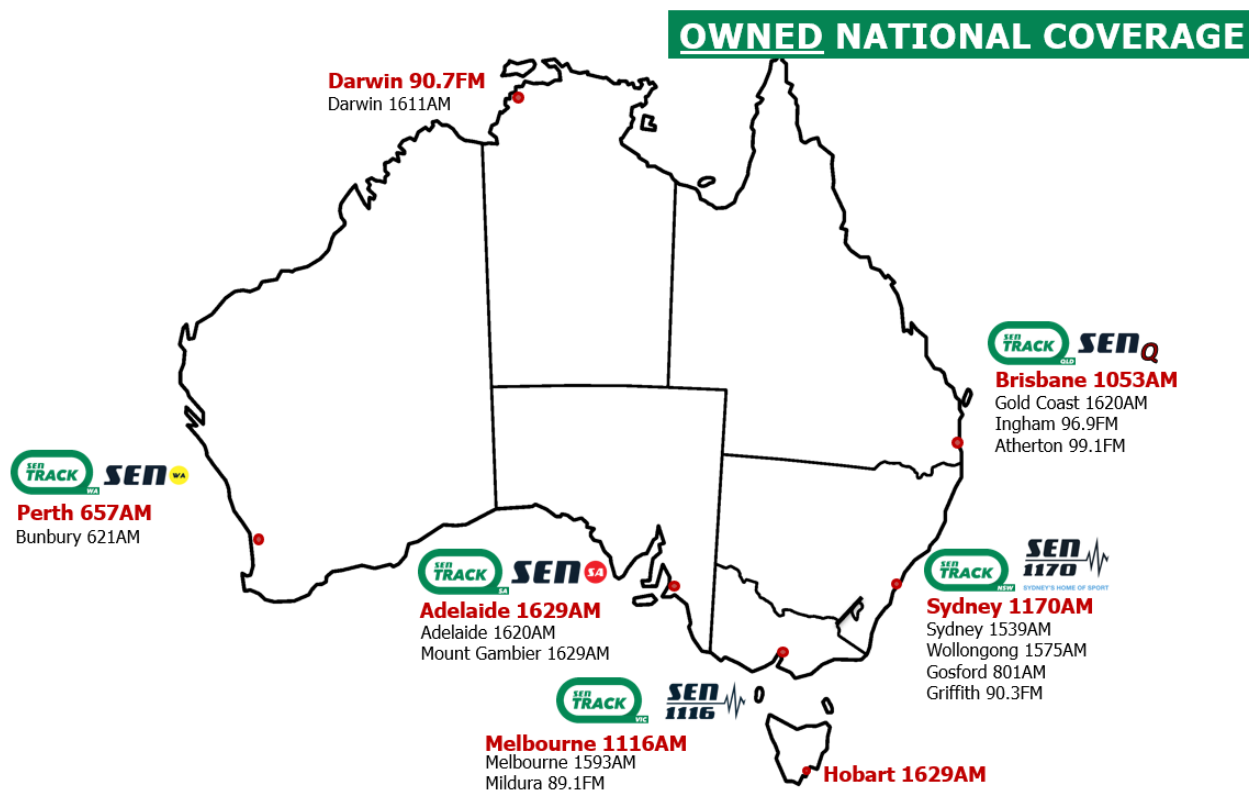 OWNED NATIONAL COVERAGE
Darwin 90.7FM
Darwin 1611AM
SEN TRACK QLD
SEN Q
Brisbane 1053AM
Gold Coast 1620AM
Ingham 96.9FM
Atherton 99.1FM
SEN TRACK WA
SEN WA
Perth 657AM
Bunbury 621AM
SEN TRACK SA
SEN SA
Adelaide 1629AM
Adelaide 1620AM
Mount Gambier 1629AM
SEN TRACK NSW
SEN
1170
SYDNEY'S HOME OF SPORT
Sydney 1170AM
Sydney 1539AM
Wollongong 1575AM
Gosford 801AM
Griffith 90.3FM
SEN TRACK VIC
SEN
1116
Melbourne 1116AM
Melbourne 1593AM
Mildura 89.1FM
Hobart 1629AM